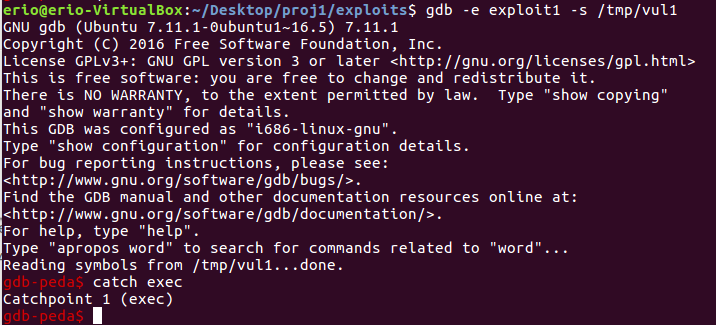 erio@erio-VirtualBox:~/Desktop/proj1/exploits$ gdb -e exploit1 -s /tmp/vul1
GNU gdb (Ubuntu 7.11.1-0ubuntu1~16.5) 7.11.1
Copyright (C) 2016 Free Software Foundation, Inc.
License GPLv3+: GNU GPL version 3 or later <http://gnu.org/licenses/gpl.html>
This is free software: you are free to change and redistribute it.
There is NO WARRANTY, to the extent permitted by law.  Type "show copying"
and "show warranty" for details.
This GDB was configured as "i686-linux-gnu".
Type "show configuration" for configuration details.
For bug reporting instructions, please see:
<http://www.gnu.org/software/gdb/bugs/>.
Find the GDB manual and other documentation resources online at:
<http://www.gnu.org/software/gdb/documentation/>.
For help, type "help".
Type "apropos word" to search for commands related to "word"...
Reading symbols from /tmp/vul1...done.
gdb-peda$ catch exec
Catchpoint 1 (exec)
gdb-peda$